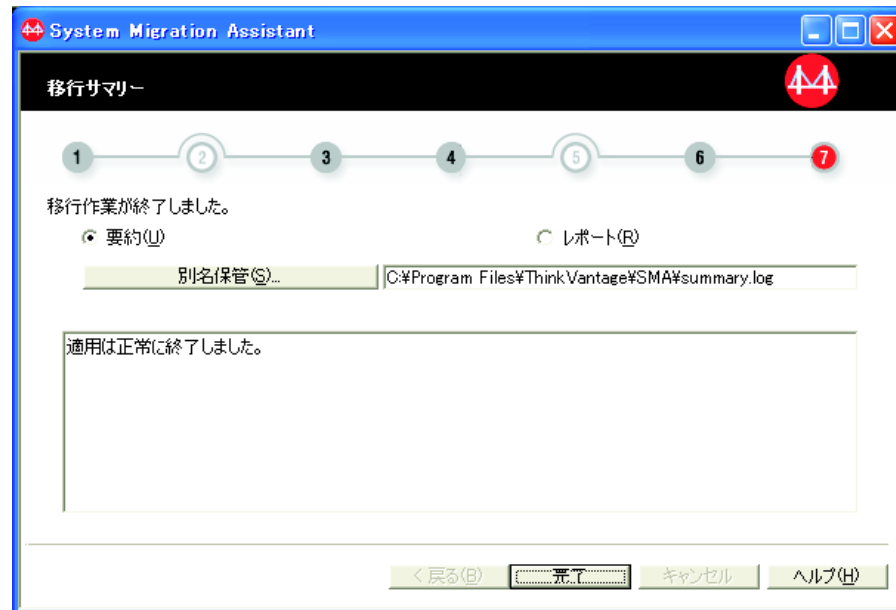 System Migration Assistant
移行サマリー
1 2 3 4 5 6 7
移行作業が終了しました。
要約(U) レポート(R)
別名保管(S)... C:¥Program Files¥ThinkVantage¥SMA¥summary.log
適用は正常に終了しました。
< 戻る(B) 完了 キャンセル ヘルプ(H)